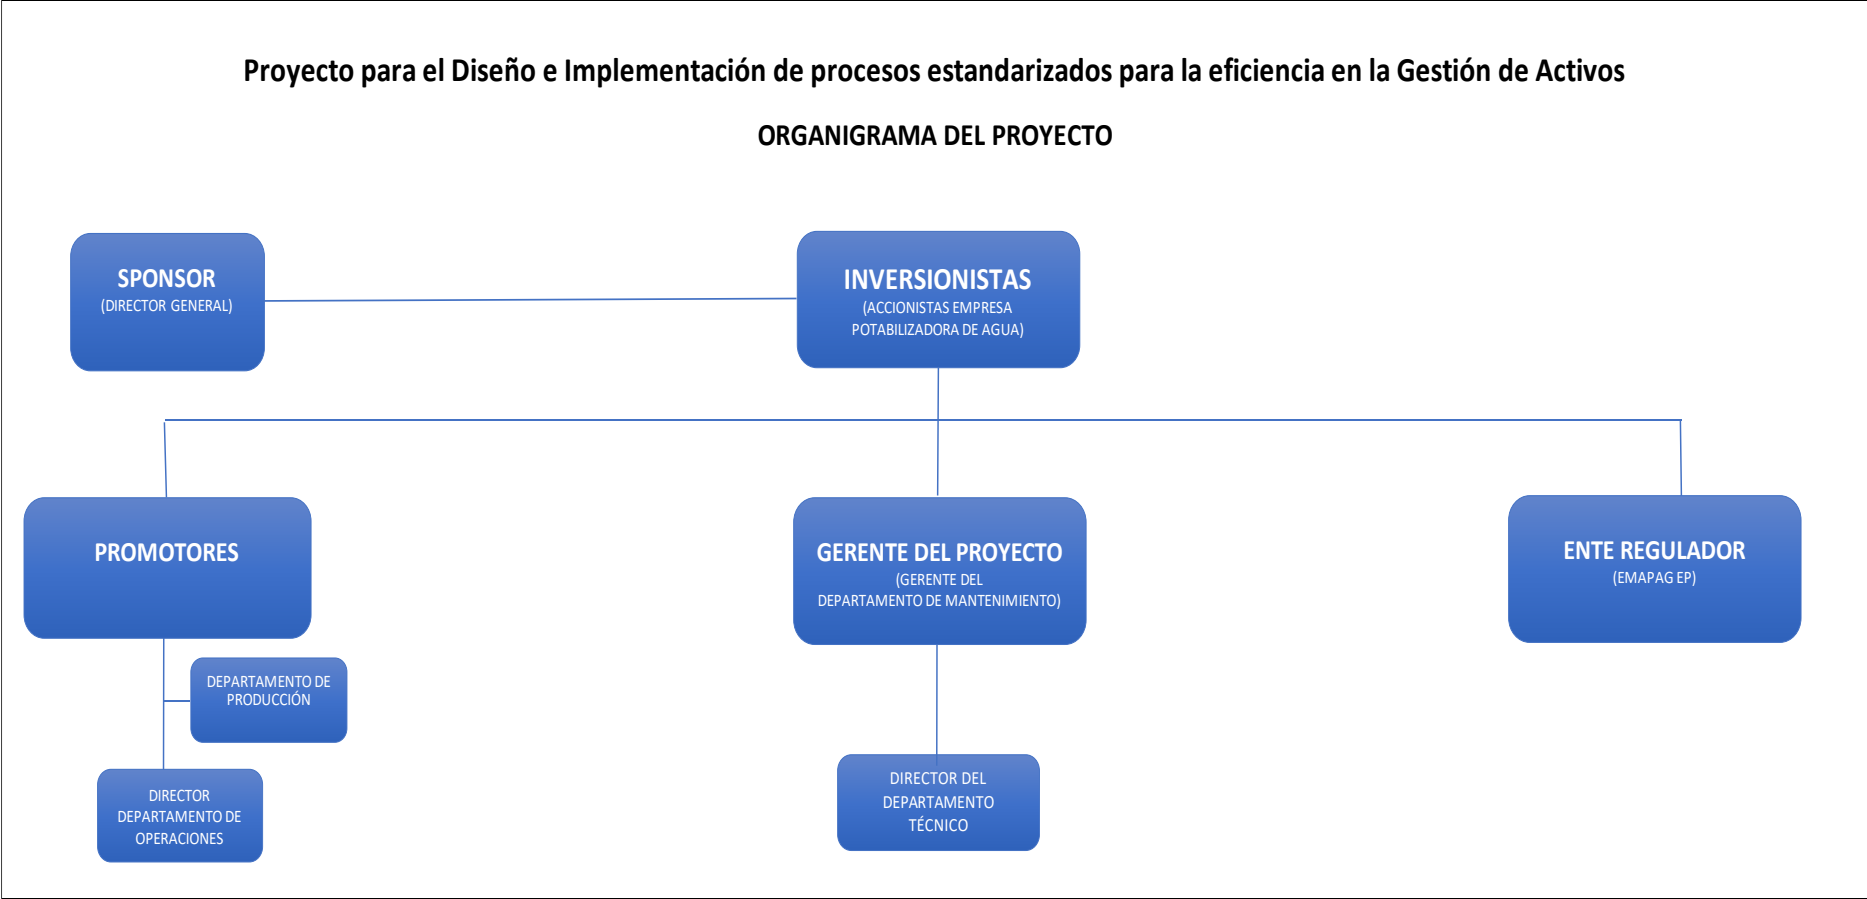 Proyecto para el Diseño e Implementación de procesos estandarizados para la eficiencia en la Gestión de Activos
ORGANIGRAMA DEL PROYECTO
SPONSOR
(DIRECTOR GENERAL)
INVERSIONISTAS
(ACCIONISTAS EMPRESA
POTABILIZADORA DE AGUA)
PROMOTORES
GERENTE DEL PROYECTO
(GERENTE DEL
DEPARTAMENTO DE MANTENIMIENTO)
ENTE REGULADOR
(EMAPAG EP)
DEPARTAMENTO DE
PRODUCCIÓN
DIRECTOR
DEPARTAMENTO DE
OPERACIONES
DIRECTOR DEL
DEPARTAMENTO
TÉCNICO